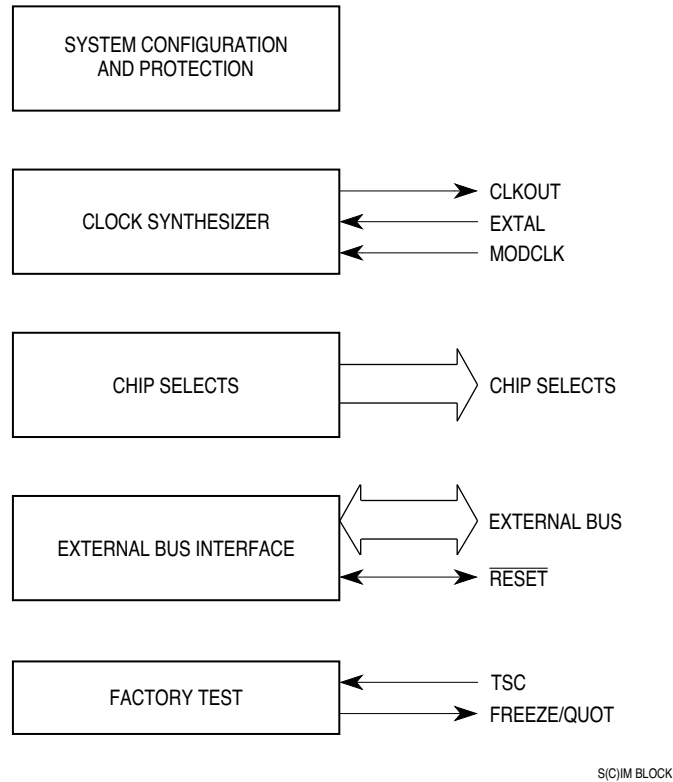 SYSTEM CONFIGURATION
AND PROTECTION
CLOCK SYNTHESIZER
CLKOUT
EXTAL
MODCLK
CHIP SELECTS
CHIP SELECTS
EXTERNAL BUS INTERFACE
EXTERNAL BUS
RESET
FACTORY TEST
TSC
FREEZE/QUOT
S(C)IM BLOCK